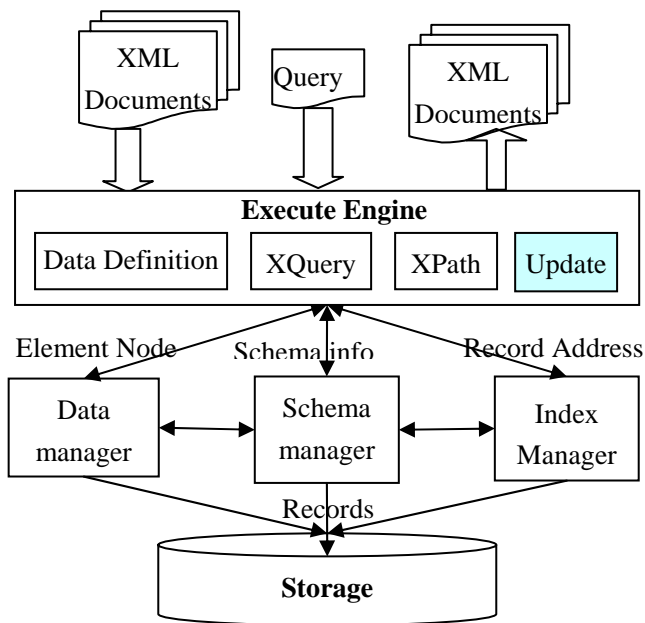 XML
Documents
Query
XML
Documents
Execute Engine
Data Definition
XQuery
XPath
Update
Element Node
Schema info
Record Address
Data
manager
Schema
manager
Index
Manager
Records
Storage